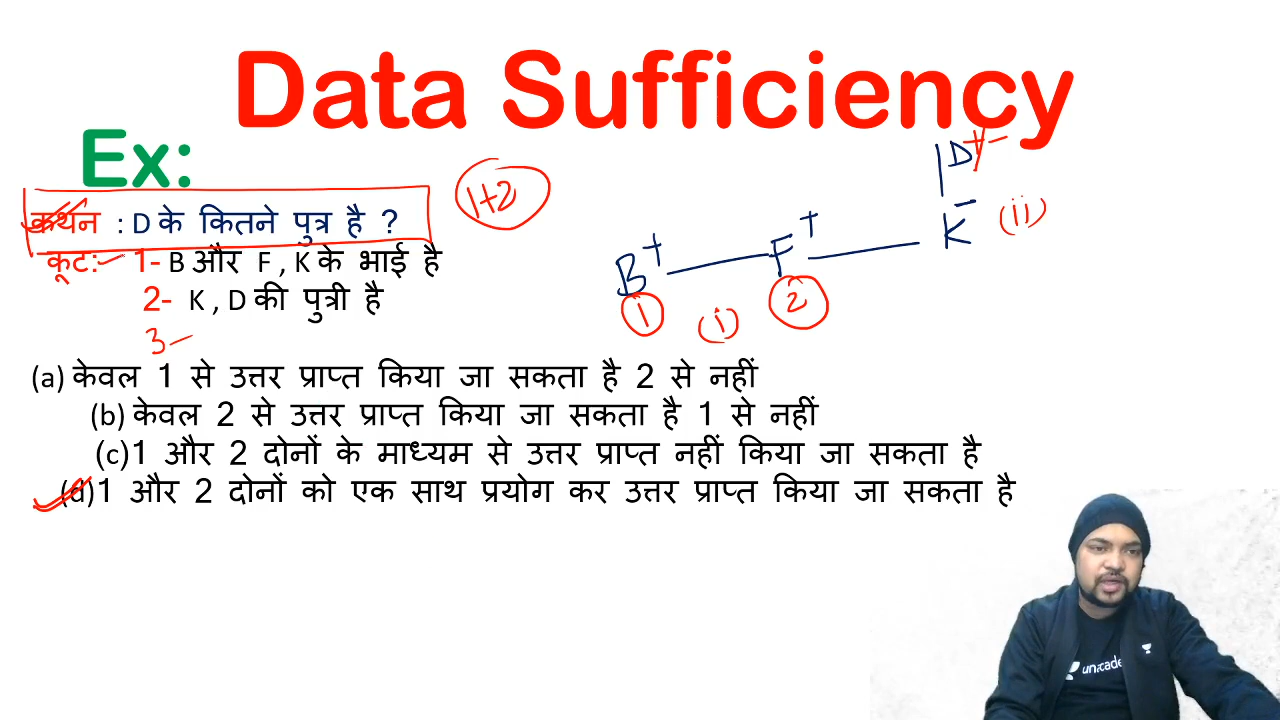 Data Sufficiency
Ex:
कथन : D के कितने पुत्र है ?
1+2
कूट:- 1- B और F , K के भाई है
2- K , D की पुत्री है
3-
B+ F+ K- D+-
1 (i) 2 (ii)
(a) केवल 1 से उत्तर प्राप्त किया जा सकता है 2 से नहीं
(b) केवल 2 से उत्तर प्राप्त किया जा सकता है 1 से नहीं
(c)1 और 2 दोनों के माध्यम से उत्तर प्राप्त नहीं किया जा सकता है
(d)1 और 2 दोनों को एक साथ प्रयोग कर उत्तर प्राप्त किया जा सकता है
unacade